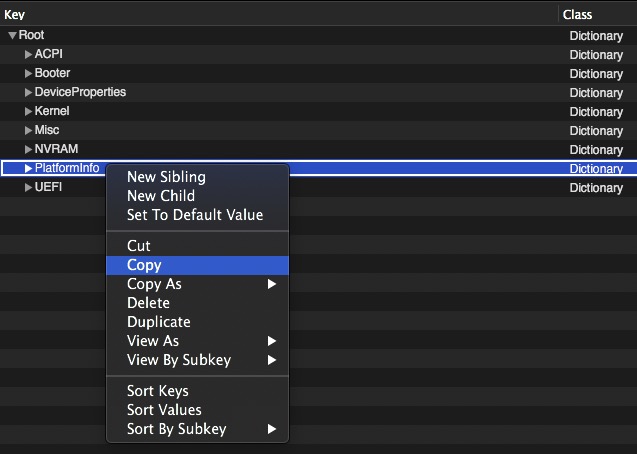 Key Class
Root Dictionary
ACPI Dictionary
Booter Dictionary
DeviceProperties Dictionary
Kernel Dictionary
Misc Dictionary
NVRAM Dictionary
PlatformInfo Dictionary
UEFI Dictionary
New Sibling
New Child
Set To Default Value
Cut
Copy
Copy As
Delete
Duplicate
View As
View By Subkey
Sort Keys
Sort Values
Sort By Subkey